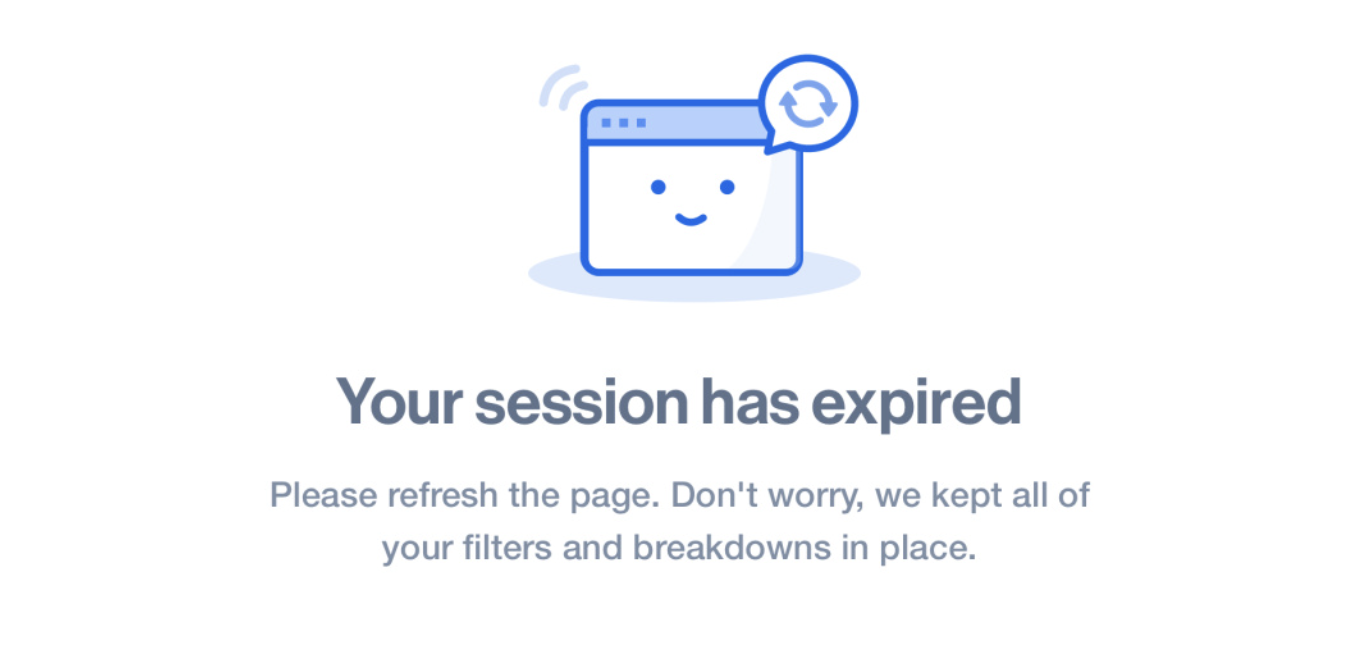 Your session has expired
Please refresh the page. Don't worry, we kept all of
your filters and breakdowns in place.